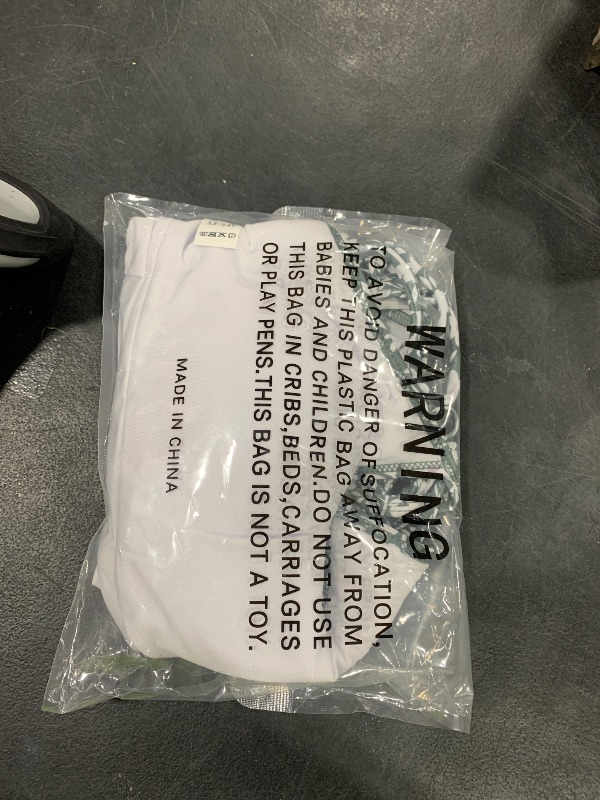 WARNING
TO AVOID DANGER OF SUFFOCATION,
KEEP THIS PLASTIC BAG AWAY FROM
BABIES AND CHILDREN.DO NOT USE
THIS BAG IN CRIBS,BEDS,CARRIAGES
OR PLAY PENS.THIS BAG IS NOT A TOY.
MADE IN CHINA